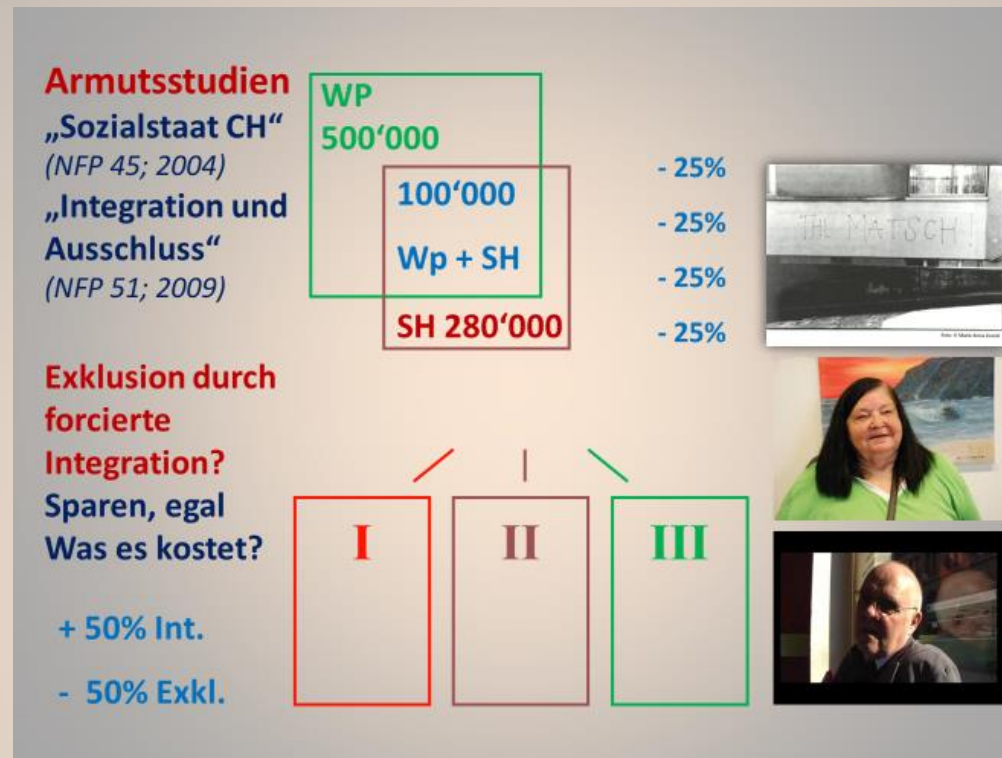 Armutsstudien
„Sozialstaat CH“
(NFP 45; 2004)
„Integration und
Ausschluss“
(NFP 51; 2009)
WP
500‘000
100‘000
Wp + SH
SH 280‘000
- 25%
- 25%
- 25%
- 25%
THE MATSCH!
Exklusion durch
forcierte
Integration?
Sparen, egal
Was es kostet?
+ 50% Int.
- 50% Exkl.
I
II
III